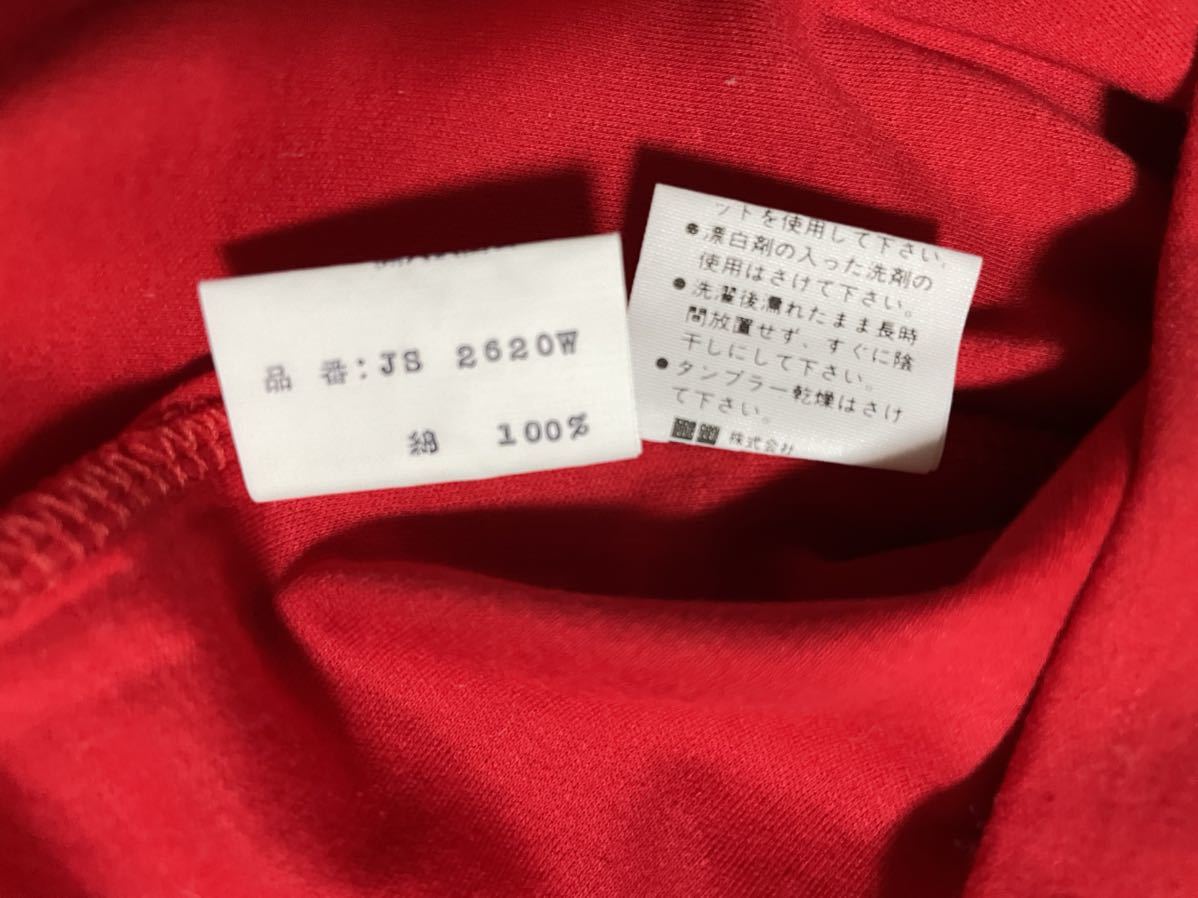 品 番:JS 2620W
綿 100%
ットを使用して下さい。
●漂白剤の入った洗剤の
使用はさけて下さい。
●洗濯後濡れたまま長時
間放置せず、すぐに陰
干しにして下さい。
●タンブラー乾燥はさけ
て下さい。
株式会社